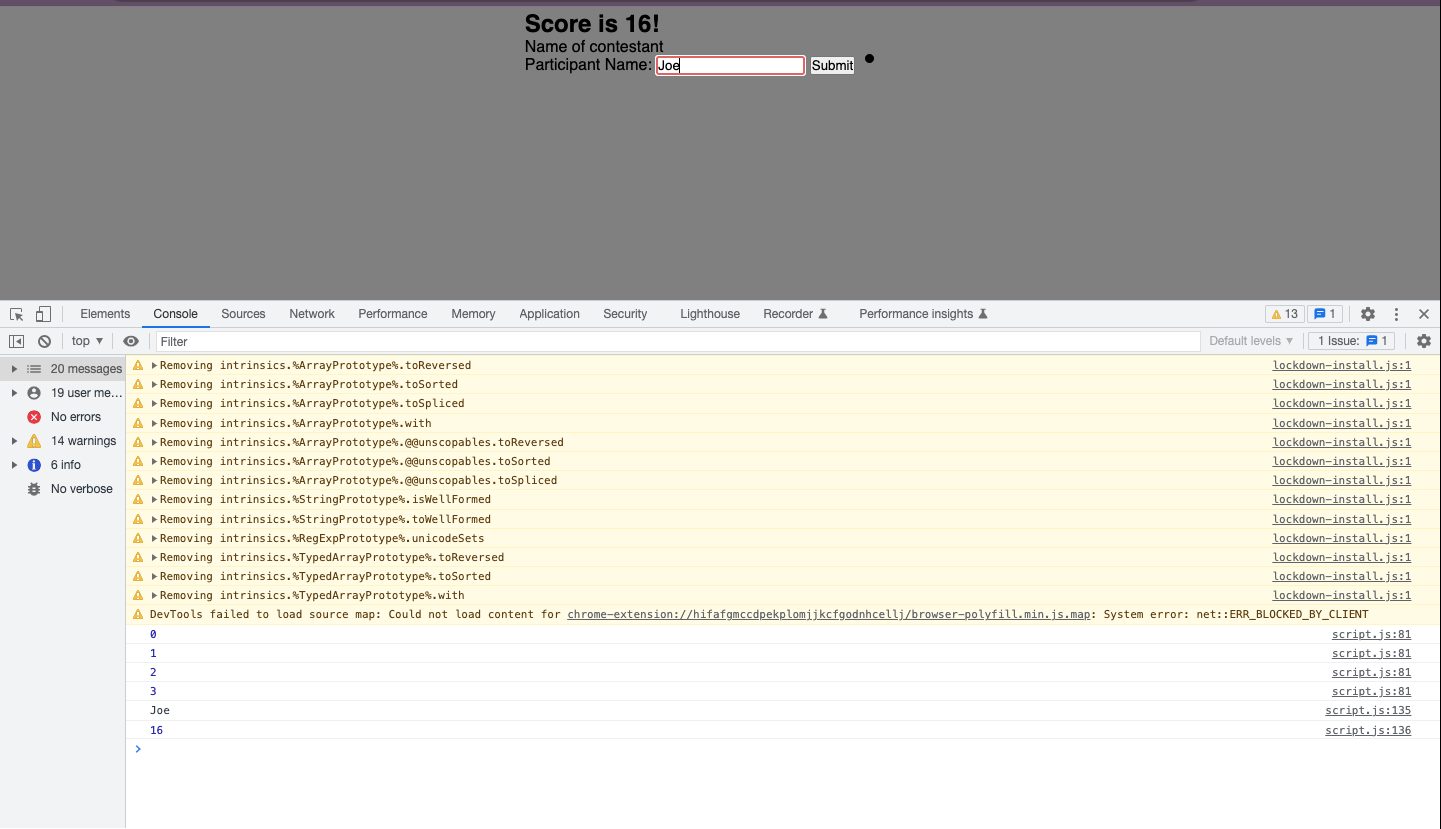 Score is 16!
Name of contestant
Participant Name: Joe Submit
Elements Console Sources Network Performance Memory Application Security Lighthouse Recorder Performance insights 13 1
top Filter Default levels 1 Issue: 1
20 messages
19 user me…
No errors
14 warnings
6 info
No verbose
Removing intrinsics.%ArrayPrototype%.toReversed lockdown-install.js:1
Removing intrinsics.%ArrayPrototype%.toSorted lockdown-install.js:1
Removing intrinsics.%ArrayPrototype%.toSpliced lockdown-install.js:1
Removing intrinsics.%ArrayPrototype%.with lockdown-install.js:1
Removing intrinsics.%ArrayPrototype%.@@unscopables.toReversed lockdown-install.js:1
Removing intrinsics.%ArrayPrototype%.@@unscopables.toSorted lockdown-install.js:1
Removing intrinsics.%ArrayPrototype%.@@unscopables.toSpliced lockdown-install.js:1
Removing intrinsics.%StringPrototype%.isWellFormed lockdown-install.js:1
Removing intrinsics.%StringPrototype%.toWellFormed lockdown-install.js:1
Removing intrinsics.%RegExpPrototype%.unicodeSets lockdown-install.js:1
Removing intrinsics.%TypedArrayPrototype%.toReversed lockdown-install.js:1
Removing intrinsics.%TypedArrayPrototype%.toSorted lockdown-install.js:1
Removing intrinsics.%TypedArrayPrototype%.with lockdown-install.js:1
DevTools failed to load source map: Could not load content for chrome-extension://hifafgmccdpekplomjjkcfgodnhcellj/browser-polyfill.min.js.map: System error: net::ERR_BLOCKED_BY_CLIENT
0 script.js:81
1 script.js:81
2 script.js:81
3 script.js:81
Joe script.js:135
16 script.js:136